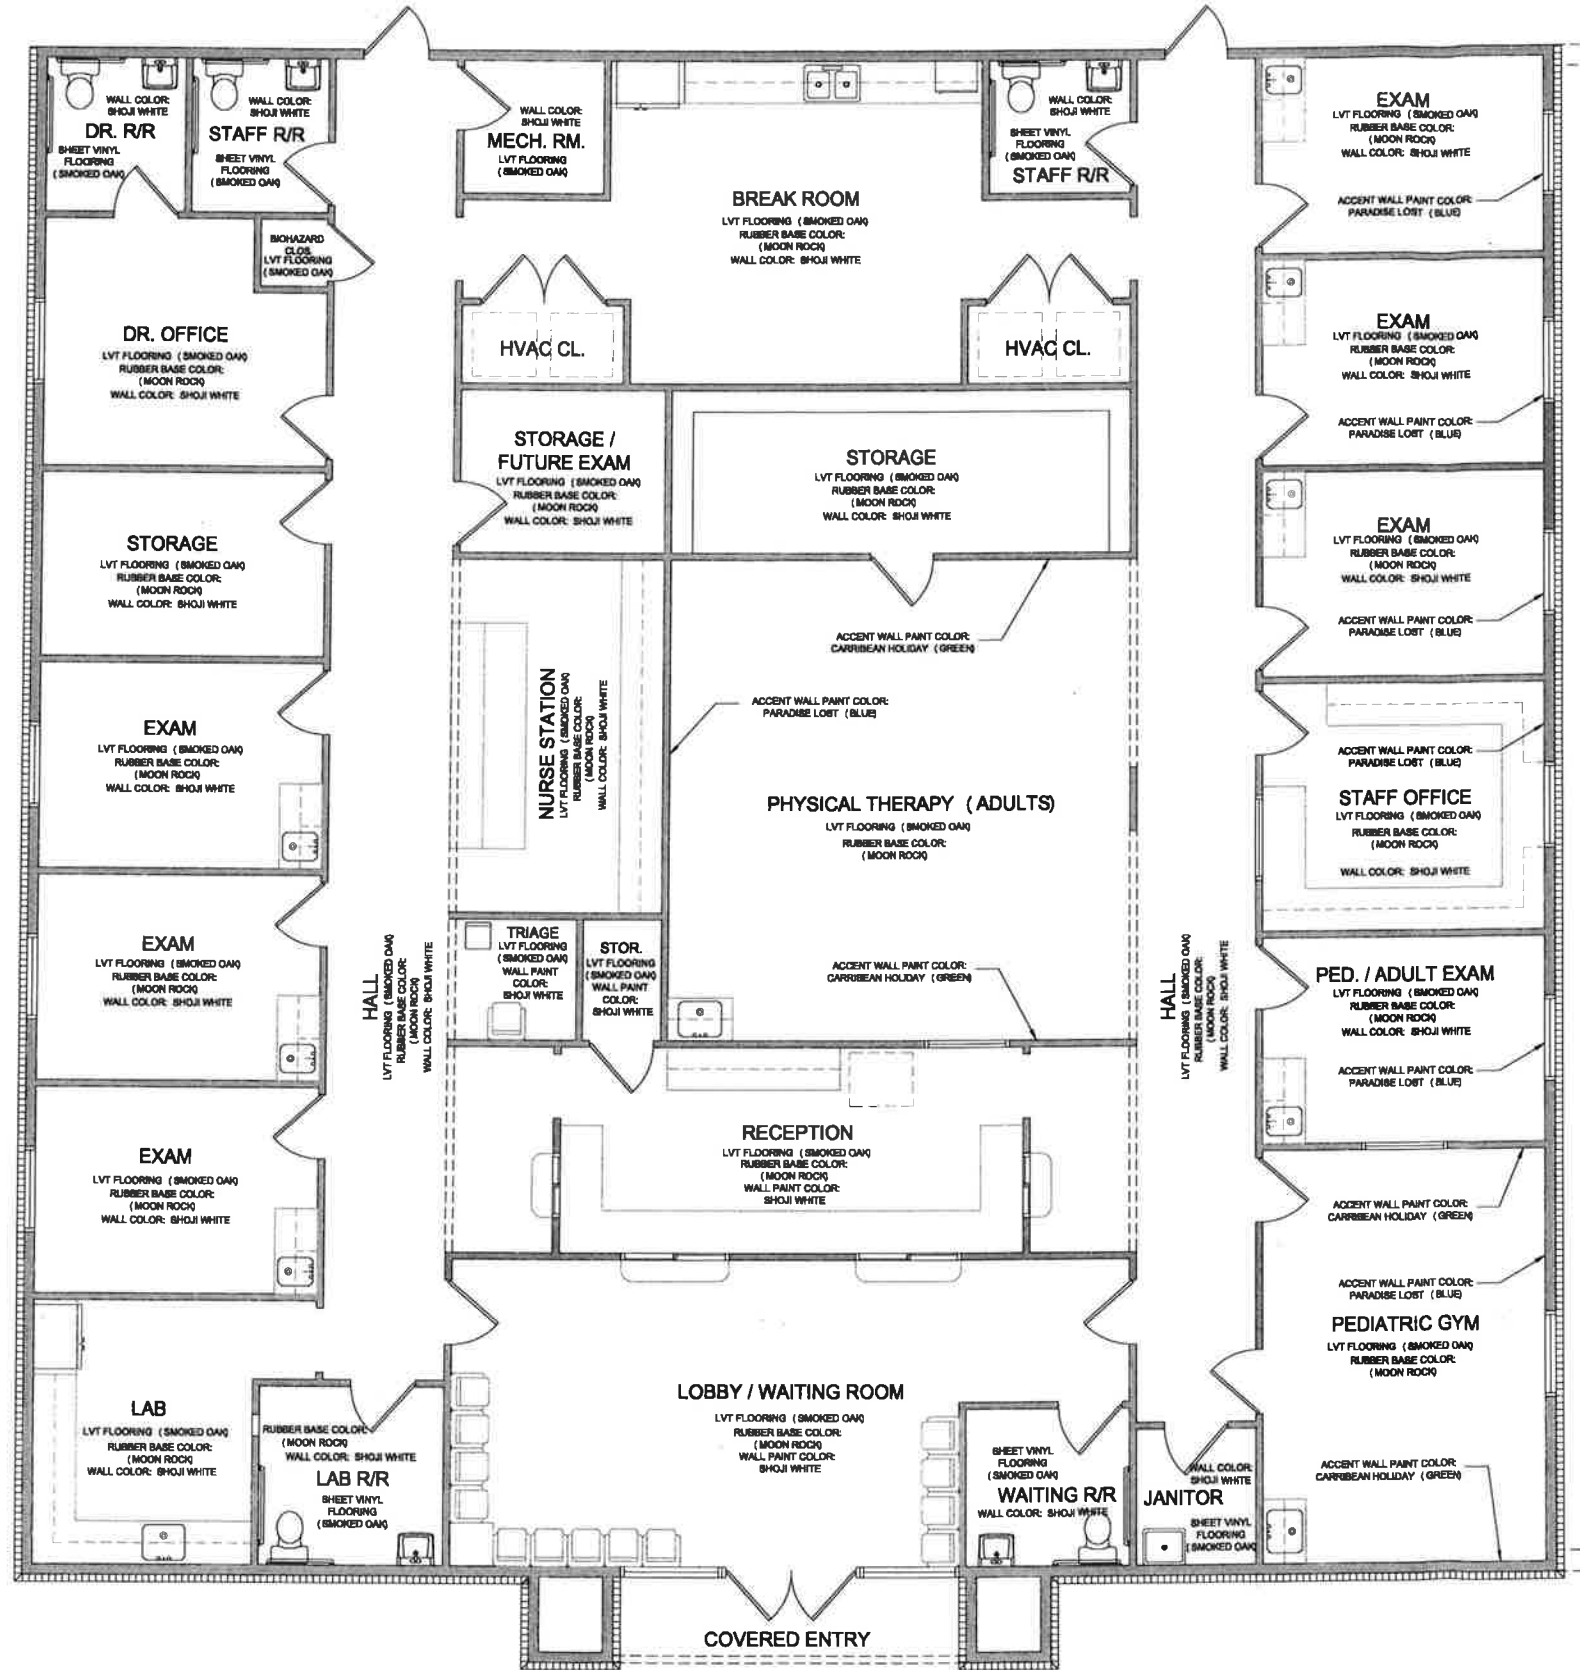 WALL COLOR:
SHOJI WHITE
DR. R/R
SHEET VINYL
FLOORING
(SMOKED OAK)
WALL COLOR:
SHOJI WHITE
STAFF R/R
SHEET VINYL
FLOORING
(SMOKED OAK)
WALL COLOR:
SHOJI WHITE
MECH. RM.
LVT FLOORING
(SMOKED OAK)
BREAK ROOM
LVT FLOORING (SMOKED OAK)
RUBBER BASE COLOR:
(MOON ROCK)
WALL COLOR: SHOJI WHITE
WALL COLOR:
SHOJI WHITE
SHEET VINYL
FLOORING
(SMOKED OAK)
STAFF R/R
EXAM
LVT FLOORING (SMOKED OAK)
RUBBER BASE COLOR:
(MOON ROCK)
WALL COLOR: SHOJI WHITE
ACCENT WALL PAINT COLOR:
PARADISE LOST (BLUE)
BIOHAZARD
CLOS.
LVT FLOORING
(SMOKED OAK)
DR. OFFICE
LVT FLOORING (SMOKED OAK)
RUBBER BASE COLOR:
(MOON ROCK)
WALL COLOR: SHOJI WHITE
HVAC CL.
HVAC CL.
EXAM
LVT FLOORING (SMOKED OAK)
RUBBER BASE COLOR:
(MOON ROCK)
WALL COLOR: SHOJI WHITE
ACCENT WALL PAINT COLOR:
PARADISE LOST (BLUE)
STORAGE /
FUTURE EXAM
LVT FLOORING (SMOKED OAK)
RUBBER BASE COLOR:
(MOON ROCK)
WALL COLOR: SHOJI WHITE
STORAGE
LVT FLOORING (SMOKED OAK)
RUBBER BASE COLOR:
(MOON ROCK)
WALL COLOR: SHOJI WHITE
EXAM
LVT FLOORING (SMOKED OAK)
RUBBER BASE COLOR:
(MOON ROCK)
WALL COLOR: SHOJI WHITE
ACCENT WALL PAINT COLOR:
PARADISE LOST (BLUE)
STORAGE
LVT FLOORING (SMOKED OAK)
RUBBER BASE COLOR:
(MOON ROCK)
WALL COLOR: SHOJI WHITE
ACCENT WALL PAINT COLOR:
CARRIBEAN HOLIDAY (GREEN)
ACCENT WALL PAINT COLOR:
PARADISE LOST (BLUE)
NURSE STATION
LVT FLOORING (SMOKED OAK)
RUBBER BASE COLOR:
(MOON ROCK)
WALL COLOR: SHOJI WHITE
PHYSICAL THERAPY (ADULTS)
LVT FLOORING (SMOKED OAK)
RUBBER BASE COLOR:
(MOON ROCK)
ACCENT WALL PAINT COLOR:
PARADISE LOST (BLUE)
STAFF OFFICE
LVT FLOORING (SMOKED OAK)
RUBBER BASE COLOR:
(MOON ROCK)
WALL COLOR: SHOJI WHITE
EXAM
LVT FLOORING (SMOKED OAK)
RUBBER BASE COLOR:
(MOON ROCK)
WALL COLOR: SHOJI WHITE
EXAM
LVT FLOORING (SMOKED OAK)
RUBBER BASE COLOR:
(MOON ROCK)
WALL COLOR: SHOJI WHITE
HALL
LVT FLOORING (SMOKED OAK)
RUBBER BASE COLOR:
(MOON ROCK)
WALL COLOR: SHOJI WHITE
TRIAGE
LVT FLOORING
(SMOKED OAK)
WALL PAINT
COLOR:
SHOJI WHITE
STOR.
LVT FLOORING
(SMOKED OAK)
WALL PAINT
COLOR:
SHOJI WHITE
ACCENT WALL PAINT COLOR:
CARRIBEAN HOLIDAY (GREEN)
HALL
LVT FLOORING (SMOKED OAK)
RUBBER BASE COLOR:
(MOON ROCK)
WALL COLOR: SHOJI WHITE
PED. / ADULT EXAM
LVT FLOORING (SMOKED OAK)
RUBBER BASE COLOR:
(MOON ROCK)
WALL COLOR: SHOJI WHITE
ACCENT WALL PAINT COLOR:
PARADISE LOST (BLUE)
EXAM
LVT FLOORING (SMOKED OAK)
RUBBER BASE COLOR:
(MOON ROCK)
WALL COLOR: SHOJI WHITE
RECEPTION
LVT FLOORING (SMOKED OAK)
RUBBER BASE COLOR:
(MOON ROCK)
WALL PAINT COLOR:
SHOJI WHITE
ACCENT WALL PAINT COLOR:
CARRIBEAN HOLIDAY (GREEN)
ACCENT WALL PAINT COLOR:
PARADISE LOST (BLUE)
PEDIATRIC GYM
LVT FLOORING (SMOKED OAK)
RUBBER BASE COLOR:
(MOON ROCK)
ACCENT WALL PAINT COLOR:
CARRIBEAN HOLIDAY (GREEN)
LAB
LVT FLOORING (SMOKED OAK)
RUBBER BASE COLOR:
(MOON ROCK)
WALL COLOR: SHOJI WHITE
RUBBER BASE COLOR:
(MOON ROCK)
WALL COLOR: SHOJI WHITE
LAB R/R
SHEET VINYL
FLOORING
(SMOKED OAK)
LOBBY / WAITING ROOM
LVT FLOORING (SMOKED OAK)
RUBBER BASE COLOR:
(MOON ROCK)
WALL PAINT COLOR:
SHOJI WHITE
SHEET VINYL
FLOORING
(SMOKED OAK)
WAITING R/R
WALL COLOR: SHOJI WHITE
WALL COLOR:
SHOJI WHITE
JANITOR
SHEET VINYL
FLOORING
(SMOKED OAK)
COVERED ENTRY